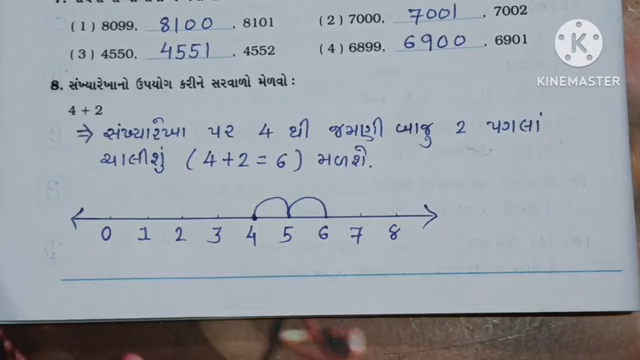 (1) 8099, 8100, 8101 (2) 7000, 7001, 7002
(3) 4550, 4551, 4552 (4) 6899, 6900, 6901
8. સંખ્યારેખાનો ઉપયોગ કરીને સરવાળો મેળવો :
4 + 2
⇒ સંખ્યારેખા પર 4 થી જમણી બાજુ 2 પગલાં
ચાલીશું (4+2=6) મળશે.
0 1 2 3 4 5 6 7 8
KINEMASTER